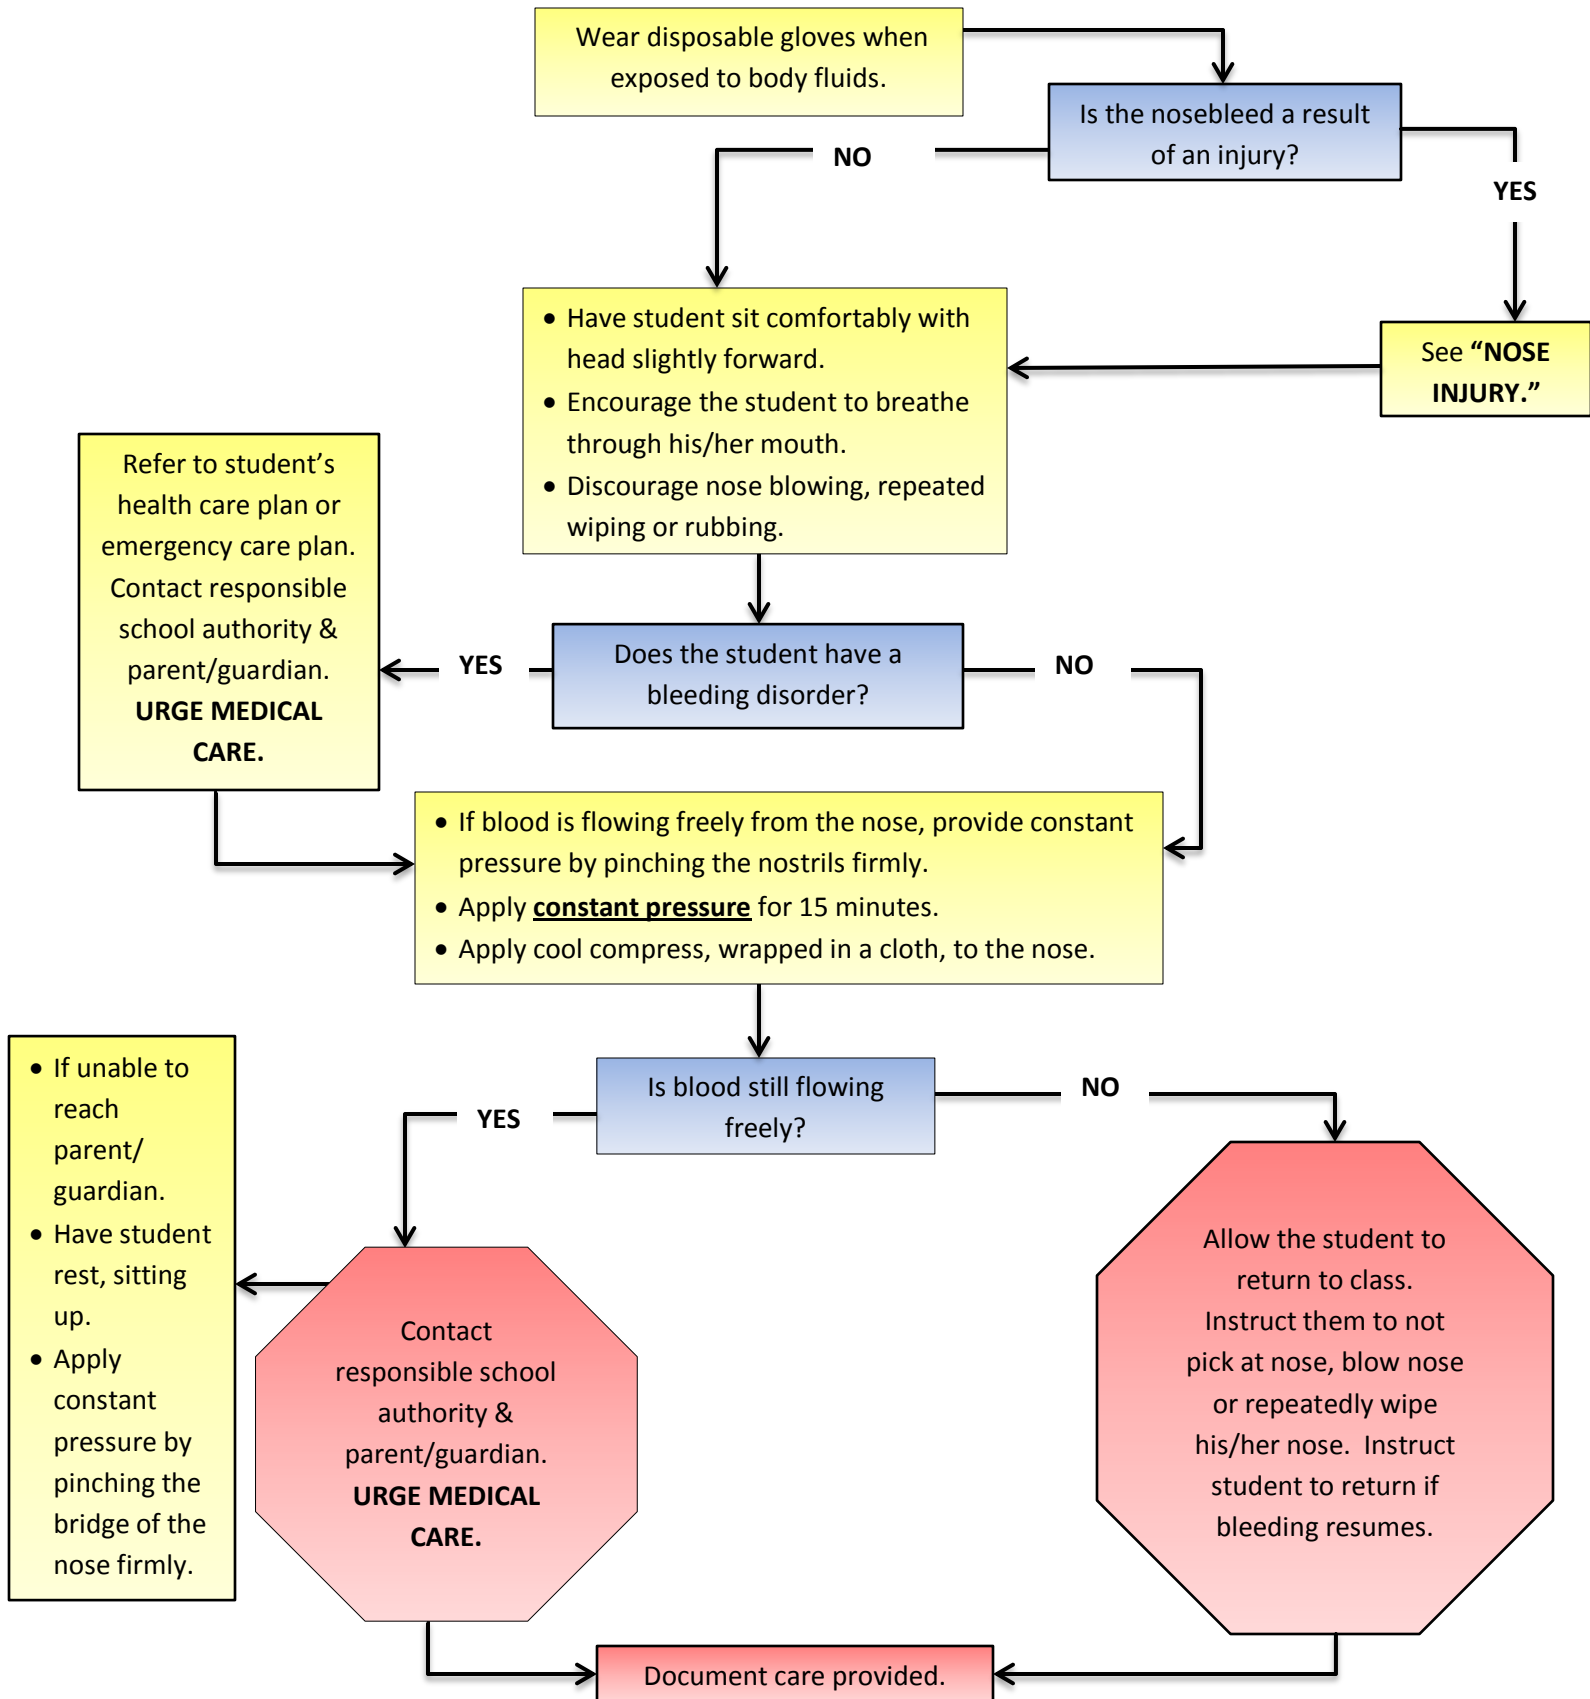 Wear disposable gloves when
exposed to body fluids.
Is the nosebleed a result
of an injury?
NO
YES
• Have student sit comfortably with
head slightly forward.
• Encourage the student to breathe
through his/her mouth.
• Discourage nose blowing, repeated
wiping or rubbing.
See “NOSE
INJURY.”
Refer to student’s
health care plan or
emergency care plan.
Contact responsible
school authority &
parent/guardian.
URGE MEDICAL
CARE.
YES
Does the student have a
bleeding disorder?
NO
• If blood is flowing freely from the nose, provide constant
pressure by pinching the nostrils firmly.
• Apply constant pressure for 15 minutes.
• Apply cool compress, wrapped in a cloth, to the nose.
Is blood still flowing
freely?
YES
NO
• If unable to
reach
parent/
guardian.
• Have student
rest, sitting
up.
• Apply
constant
pressure by
pinching the
bridge of the
nose firmly.
Contact
responsible school
authority &
parent/guardian.
URGE MEDICAL
CARE.
Allow the student to
return to class.
Instruct them to not
pick at nose, blow nose
or repeatedly wipe
his/her nose.  Instruct
student to return if
bleeding resumes.
Document care provided.